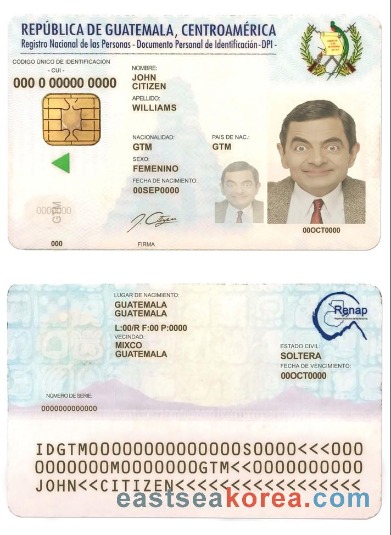 REPÚBLICA DE GUATEMALA, CENTROAMÉRICA
Registro Nacional de las Personas - Documento Personal de Identificación -DPI -
CÓDIGO ÚNICO DE IDENTIFICACION
- CUI -
000 0 00000 0000
NOMBRE:
JOHN
CITIZEN
APELLIDO:
WILLIAMS
NACIONALIDAD:
PAIS DE NAC.:
GTM
GTM
SEXO:
FEMENINO
FECHA DE NACIMIENTO:
00SEP0000
GTM
000
FIRMA
00OCT0000
LUGAR DE NACIMIENTO:
GUATEMALA
GUATEMALA
L:00/R F:00 P:0000
VECINDAD:
MIXCO
GUATEMALA
Renap
ESTADO CIVIL:
SOLTERA
FECHA DE VENCIMIENTO:
00OCT0000
NÚMERO DE SERIE:
0000000000000
IDGTM000000000000000S0000<<<000
0000000M0000000GTM<<0000000000
JOHN<<CITIZEN<<<<<<<<<<<<<<<<<
eastseakorea.com